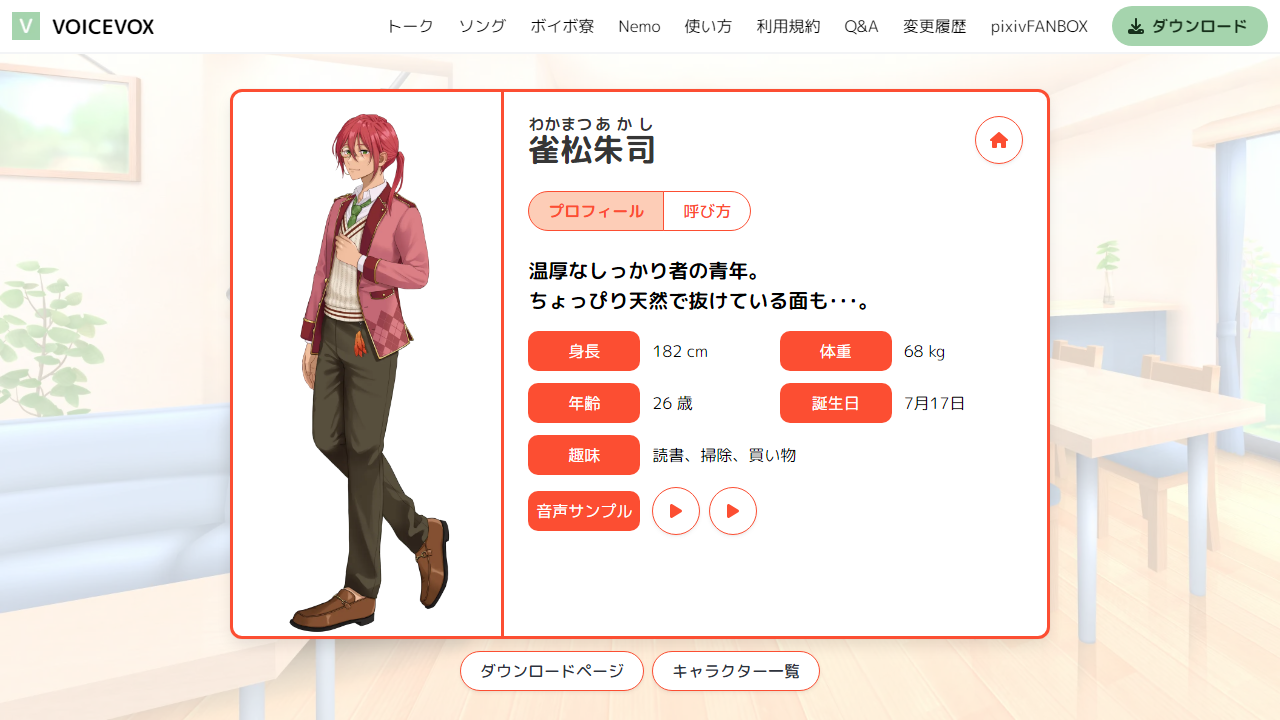 V VOICEVOX トーク ソング ボイボ寮 Nemo 使い方 利用規約 Q&A 変更履歴 pixivFANBOX ダウンロード
わかまつ あかし
雀松朱司
プロフィール 呼び方
温厚なしっかり者の青年。
ちょっぴり天然で抜けている面も･･･。
身長 182 cm 体重 68 kg
年齢 26 歳 誕生日 7月17日
趣味 読書、掃除、買い物
音声サンプル
ダウンロードページ キャラクター一覧